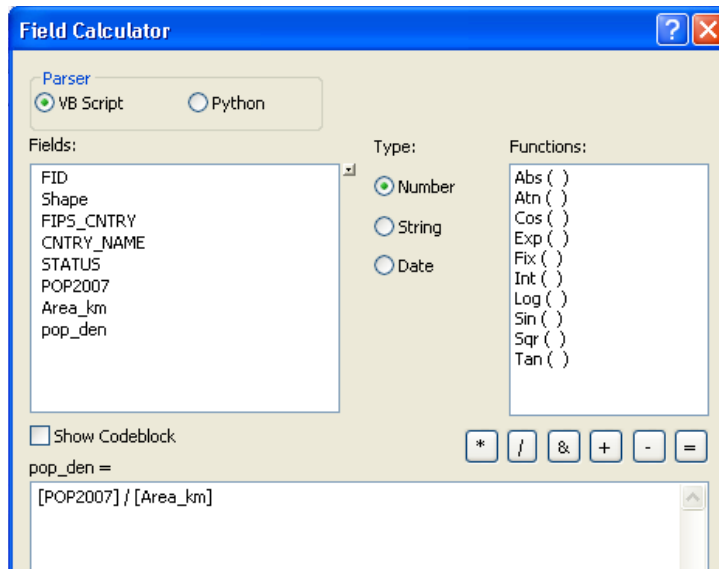 Field Calculator
Parser
VB Script Python
Fields: Type: Functions:
FID
Shape
FIPS_CNTRY
CNTRY_NAME
STATUS
POP2007
Area_km
pop_den
Number
String
Date
Abs ( )
Atn ( )
Cos ( )
Exp ( )
Fix ( )
Int ( )
Log ( )
Sin ( )
Sqr ( )
Tan ( )
Show Codeblock
* / & + - =
pop_den =
[POP2007] / [Area_km]